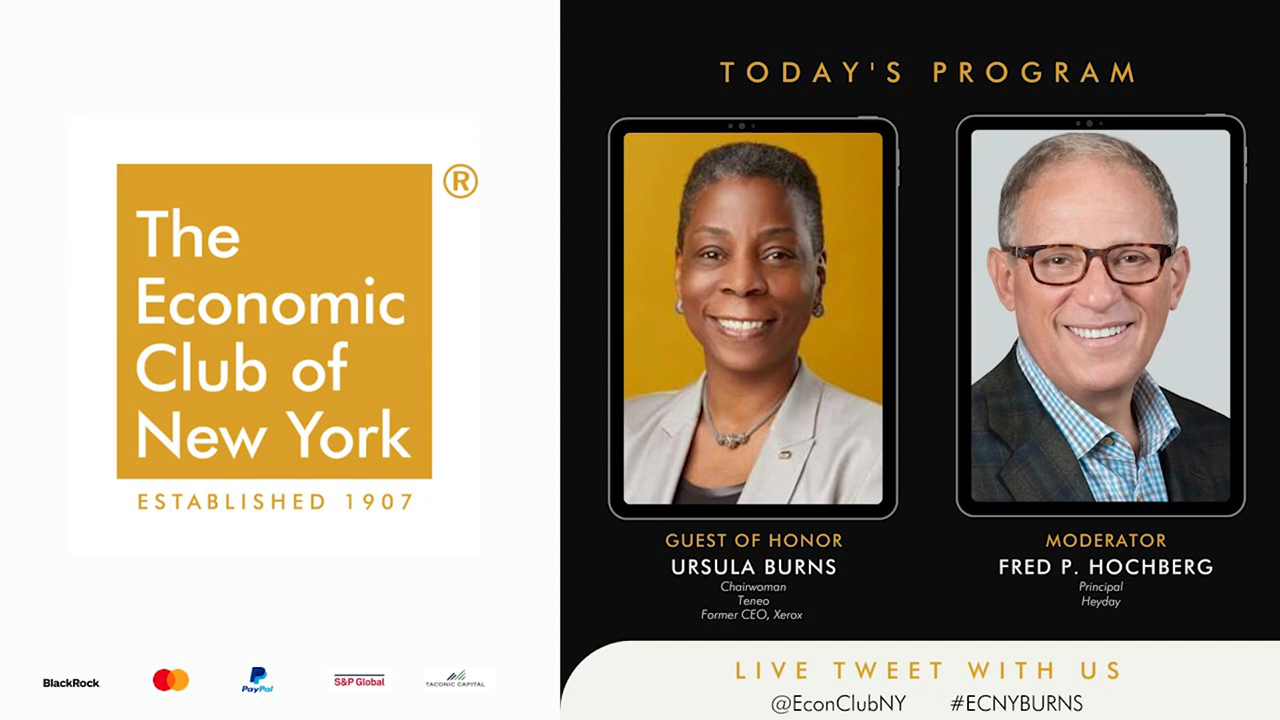 The
Economic
Club of
New York
®
ESTABLISHED 1907
BlackRock
PayPal
S&P Global
TACONIC CAPITAL
TODAY'S PROGRAM
GUEST OF HONOR
URSULA BURNS
Chairwoman
Teneo
Former CEO, Xerox
MODERATOR
FRED P. HOCHBERG
Principal
Heyday
LIVE TWEET WITH US
@EconClubNY #ECNYBURNS